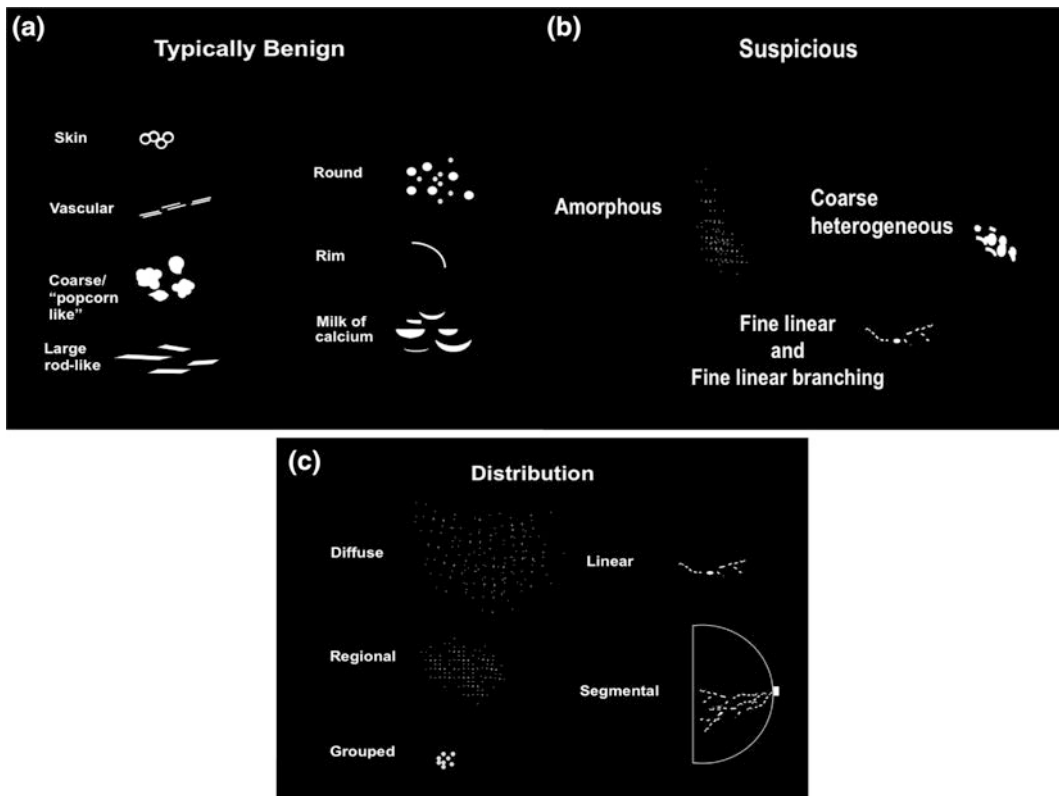 (a)
Typically Benign
Skin
Vascular
Coarse/
“popcorn
like”
Large
rod-like
Round
Rim
Milk of
calcium
(b)
Suspicious
Amorphous
Coarse
heterogeneous
Fine linear
and
Fine linear branching
(c)
Distribution
Diffuse
Regional
Grouped
Linear
Segmental